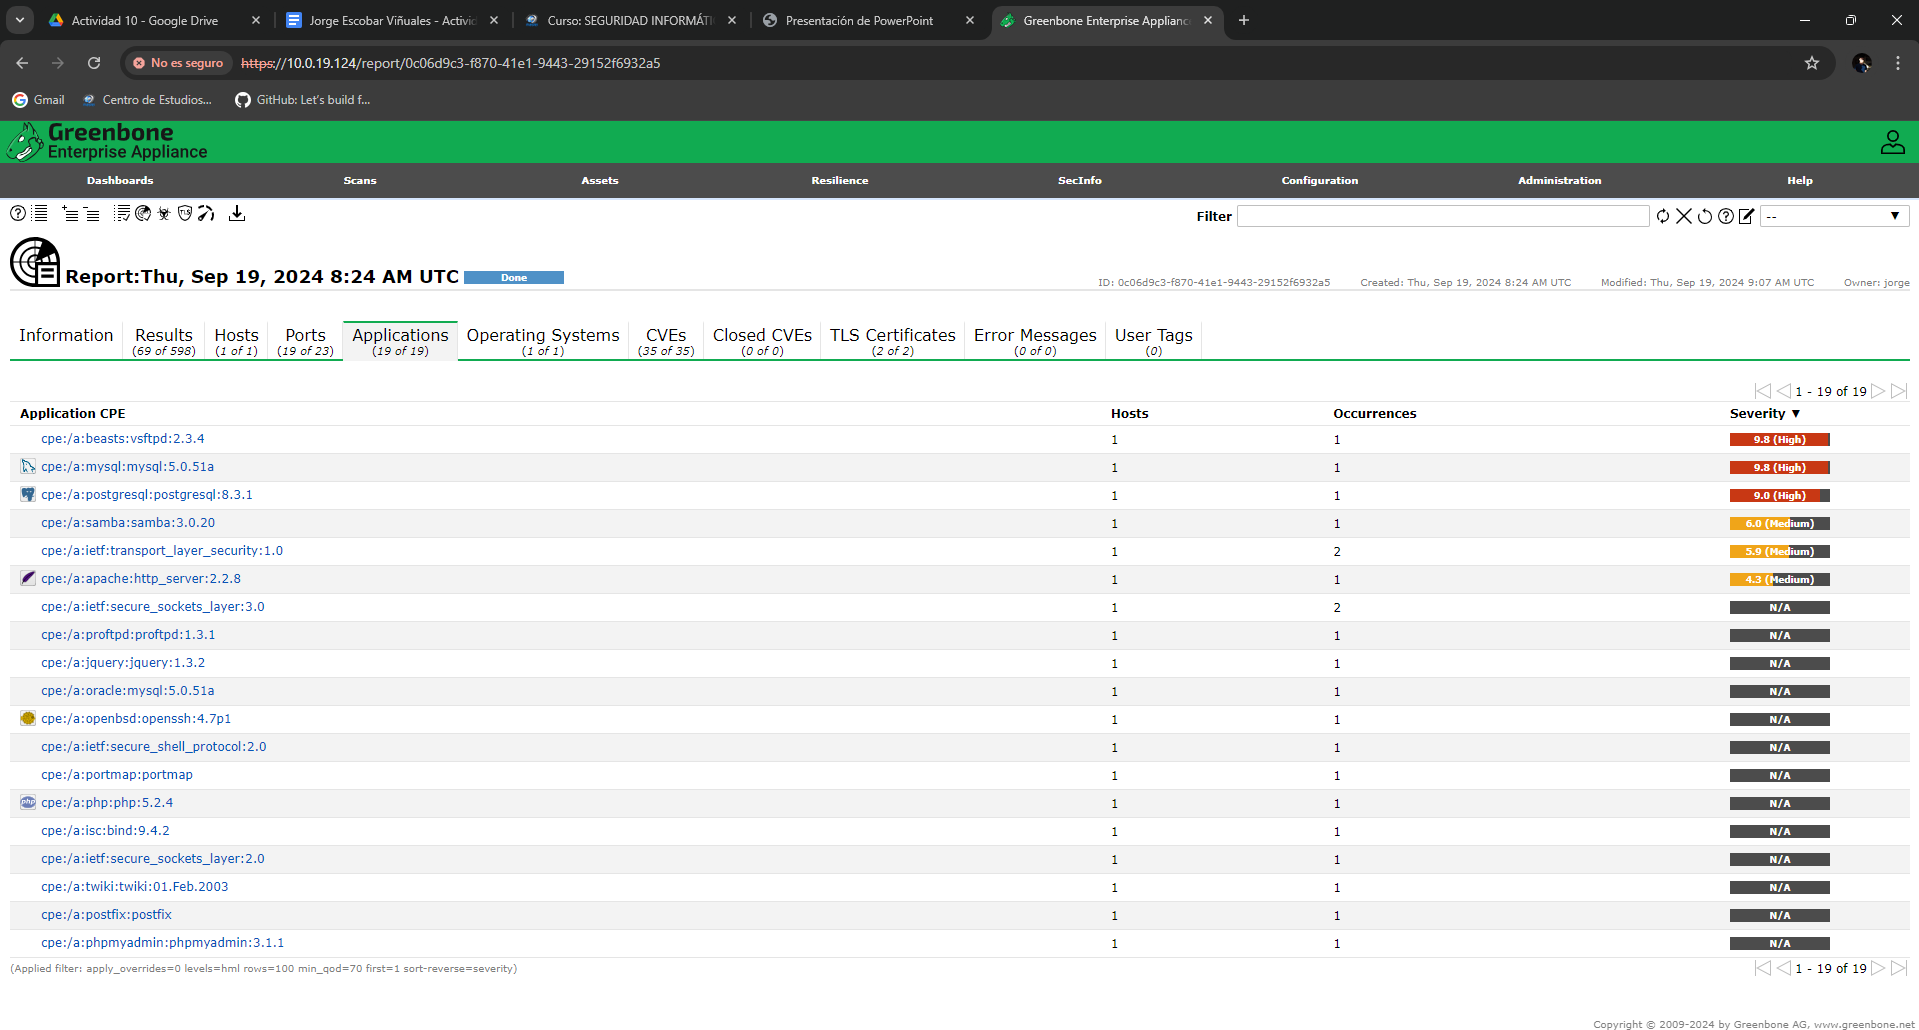 Actividad 10 - Google Drive
Jorge Escobar Viñuales - Activid
Curso: SEGURIDAD INFORMÁTI
Presentación de PowerPoint
Greenbone Enterprise Appliance
No es seguro https://10.0.19.124/report/0c06d9c3-f870-41e1-9443-29152f6932a5
Gmail Centro de Estudios... GitHub: Let's build f...
Greenbone
Enterprise Appliance
Dashboards Scans Assets Resilience SecInfo Configuration Administration Help
Filter --
Report:Thu, Sep 19, 2024 8:24 AM UTC Done
ID: 0c06d9c3-f870-41e1-9443-29152f6932a5 Created: Thu, Sep 19, 2024 8:24 AM UTC Modified: Thu, Sep 19, 2024 9:07 AM UTC Owner: jorge
Information Results Hosts Ports Applications Operating Systems CVEs Closed CVEs TLS Certificates Error Messages User Tags
(69 of 598) (1 of 1) (19 of 23) (19 of 19) (1 of 1) (35 of 35) (0 of 0) (2 of 2) (0 of 0) (0)
1 - 19 of 19
Application CPE Hosts Occurrences Severity ▼
cpe:/a:beasts:vsftpd:2.3.4 1 1 9.8 (High)
cpe:/a:mysql:mysql:5.0.51a 1 1 9.8 (High)
cpe:/a:postgresql:postgresql:8.3.1 1 1 9.0 (High)
cpe:/a:samba:samba:3.0.20 1 1 6.0 (Medium)
cpe:/a:ietf:transport_layer_security:1.0 1 2 5.9 (Medium)
cpe:/a:apache:http_server:2.2.8 1 1 4.3 (Medium)
cpe:/a:ietf:secure_sockets_layer:3.0 1 2 N/A
cpe:/a:proftpd:proftpd:1.3.1 1 1 N/A
cpe:/a:jquery:jquery:1.3.2 1 1 N/A
cpe:/a:oracle:mysql:5.0.51a 1 1 N/A
cpe:/a:openbsd:openssh:4.7p1 1 1 N/A
cpe:/a:ietf:secure_shell_protocol:2.0 1 1 N/A
cpe:/a:portmap:portmap 1 1 N/A
php cpe:/a:php:php:5.2.4 1 1 N/A
cpe:/a:isc:bind:9.4.2 1 1 N/A
cpe:/a:ietf:secure_sockets_layer:2.0 1 1 N/A
cpe:/a:twiki:twiki:01.Feb.2003 1 1 N/A
cpe:/a:postfix:postfix 1 1 N/A
cpe:/a:phpmyadmin:phpmyadmin:3.1.1 1 1 N/A
(Applied filter: apply_overrides=0 levels=hml rows=100 min_qod=70 first=1 sort-reverse=severity) 1 - 19 of 19
Copyright © 2009-2024 by Greenbone AG, www.greenbone.net